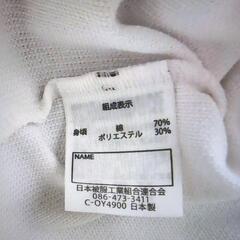 組成表示
身頃 綿 70%
ポリエステル 30%
NAME
日本被服工業組合連合会
086-473-3411
C-OY4900 日本製